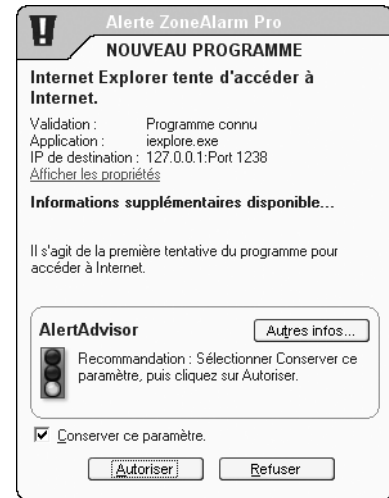 Alerte ZoneAlarm Pro
NOUVEAU PROGRAMME
Internet Explorer tente d'accéder à
Internet.
Validation : Programme connu
Application : iexplore.exe
IP de destination : 127.0.0.1:Port 1238
Afficher les propriétés
Informations supplémentaires disponible...
Il s'agit de la première tentative du programme pour
accéder à Internet.
AlertAdvisor
Autres infos...
Recommandation : Sélectionner Conserver ce
paramètre, puis cliquez sur Autoriser.
Conserver ce paramètre.
Autoriser Refuser